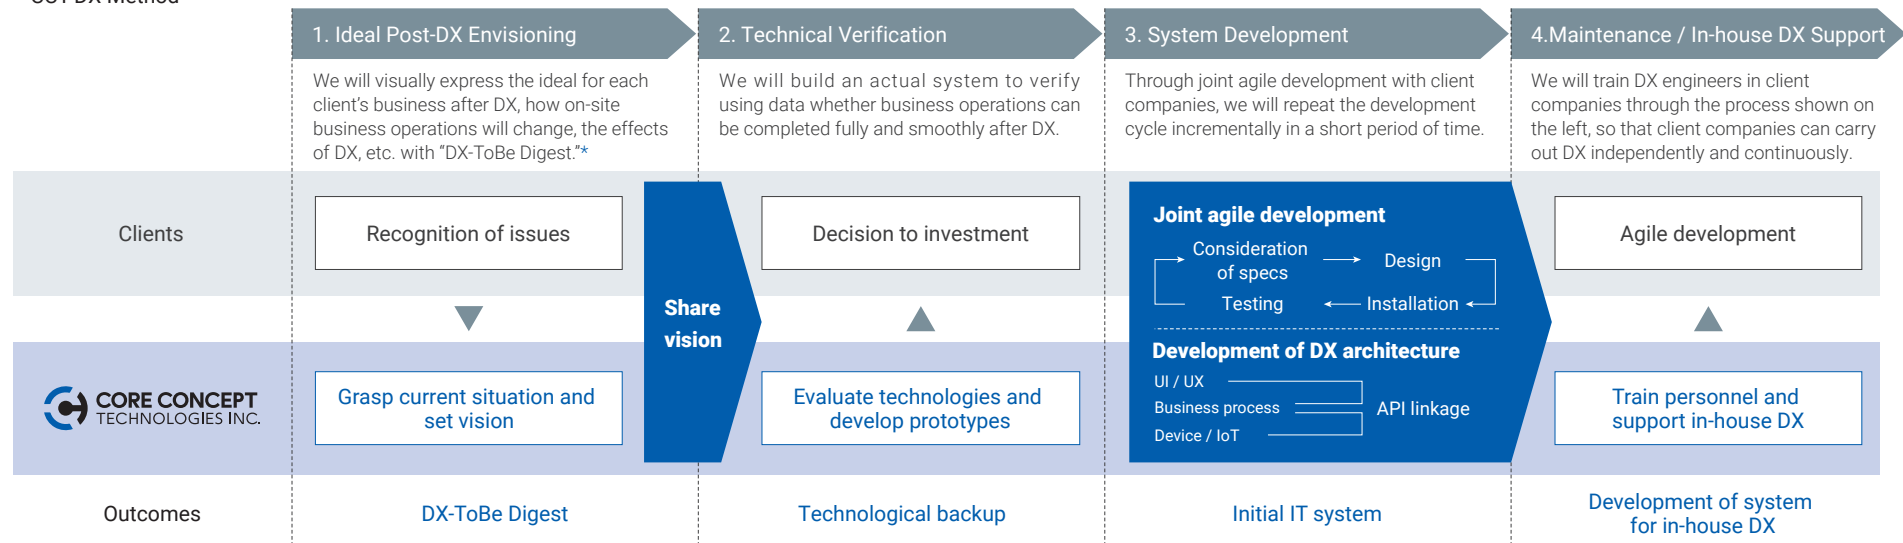 CCT DX Method
1. Ideal Post-DX Envisioning
2. Technical Verification
3. System Development
4.Maintenance / In-house DX Support
We will visually express the ideal for each
client's business after DX, how on-site
business operations will change, the effects
of DX, etc. with “DX-ToBe Digest.”*
We will build an actual system to verify
using data whether business operations can
be completed fully and smoothly after DX.
Through joint agile development with client
companies, we will repeat the development
cycle incrementally in a short period of time.
We will train DX engineers in client
companies through the process shown on
the left, so that client companies can carry
out DX independently and continuously.
Clients
Recognition of issues
Share
vision
Decision to investment
Joint agile development
Consideration
of specs
Design
Testing
Installation
Agile development
CORE CONCEPT
TECHNOLOGIES INC.
Grasp current situation and
set vision
Evaluate technologies and
develop prototypes
Development of DX architecture
UI / UX
Business process
Device / IoT
API linkage
Train personnel and
support in-house DX
Outcomes
DX-ToBe Digest
Technological backup
Initial IT system
Development of system
for in-house DX